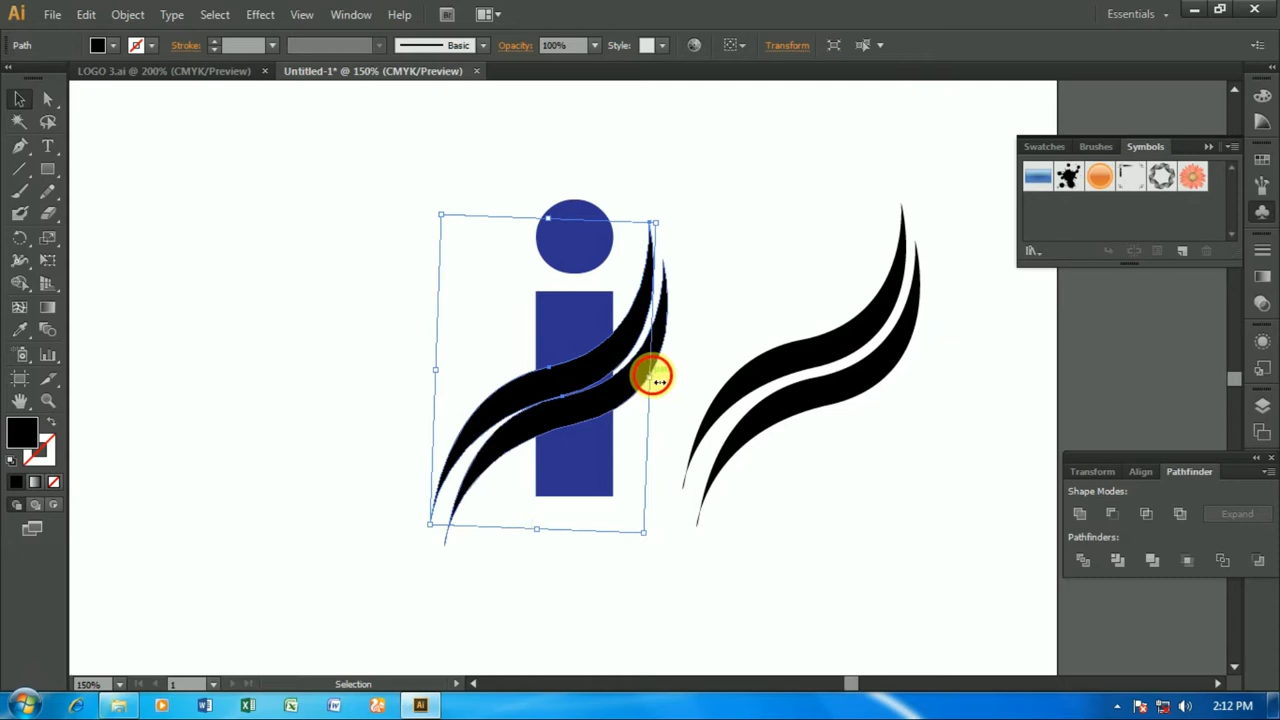 Ai File Edit Object Type Select Effect View Window Help Br Essentials
Path Stroke: Basic Opacity: 100% Style: Transform
LOGO 3.ai @ 200% (CMYK/Preview) × Untitled-1* @ 150% (CMYK/Preview) ×
Swatches Brushes Symbols
Transform Align Pathfinder
Shape Modes:
Expand
Pathfinders:
150% 1 Selection
2:12 PM